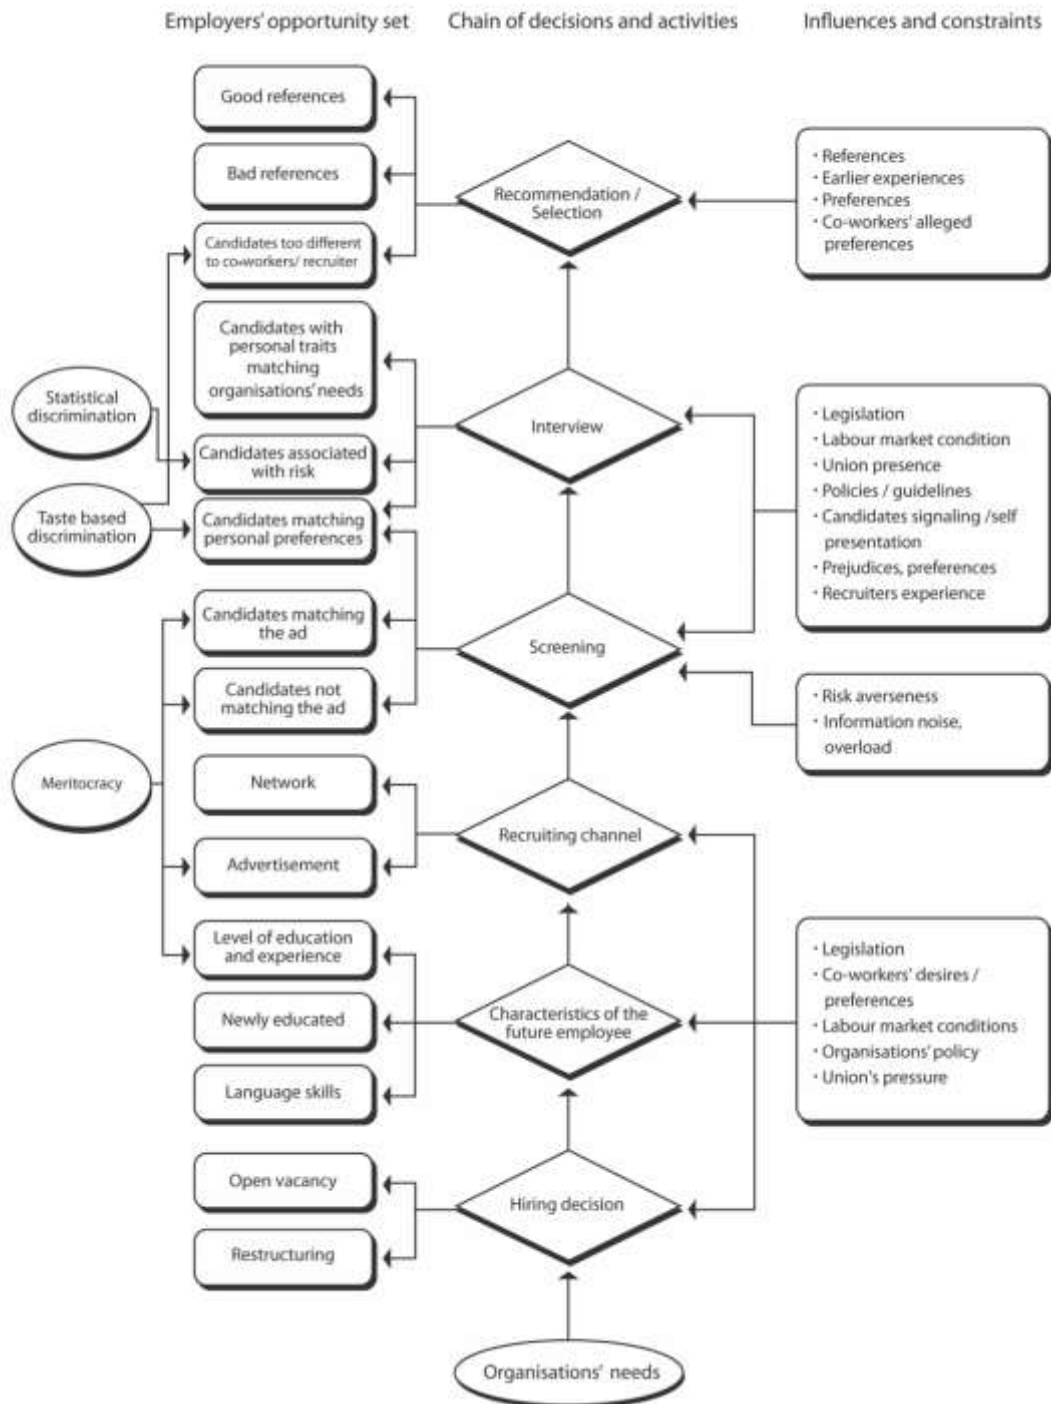 Employers' opportunity set
Chain of decisions and activities
Influences and constraints
Good references
Bad references
Candidates too different
to co-workers/ recruiter
Recommendation /
Selection
· References
· Earlier experiences
· Preferences
· Co-workers' alleged
preferences
Candidates with
personal traits
matching
organisations' needs
Statistical
discrimination
Candidates associated
with risk
Taste based
discrimination
Candidates matching
personal preferences
Interview
· Legislation
· Labour market condition
· Union presence
· Policies / guidelines
· Candidates signaling /self
presentation
· Prejudices, preferences
· Recruiters experience
Candidates matching
the ad
Candidates not
matching the ad
Screening
· Risk averseness
· Information noise,
overload
Meritocracy
Network
Advertisement
Recruiting channel
Level of education
and experience
Newly educated
Language skills
Characteristics of the
future employee
· Legislation
· Co-workers' desires /
preferences
· Labour market conditions
· Organisations' policy
· Union's pressure
Open vacancy
Restructuring
Hiring decision
Organisations' needs